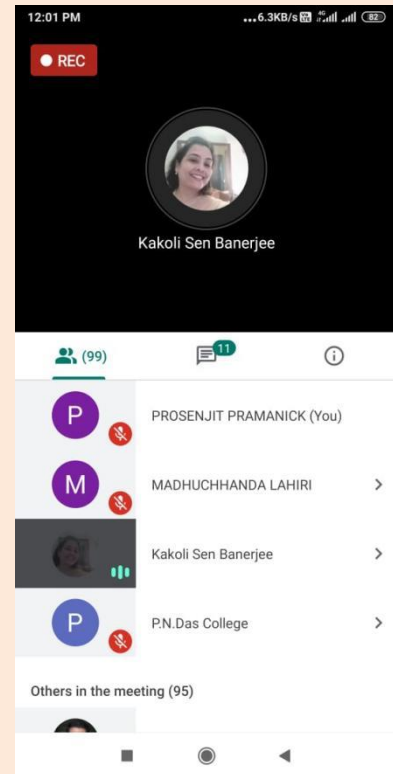 12:01 PM ...6.3KB/s 4G 82
REC
Kakoli Sen Banerjee
(99) 11
P PROSENJIT PRAMANICK (You)
M MADHUCHHANDA LAHIRI
Kakoli Sen Banerjee
P P.N.Das College
Others in the meeting (95)